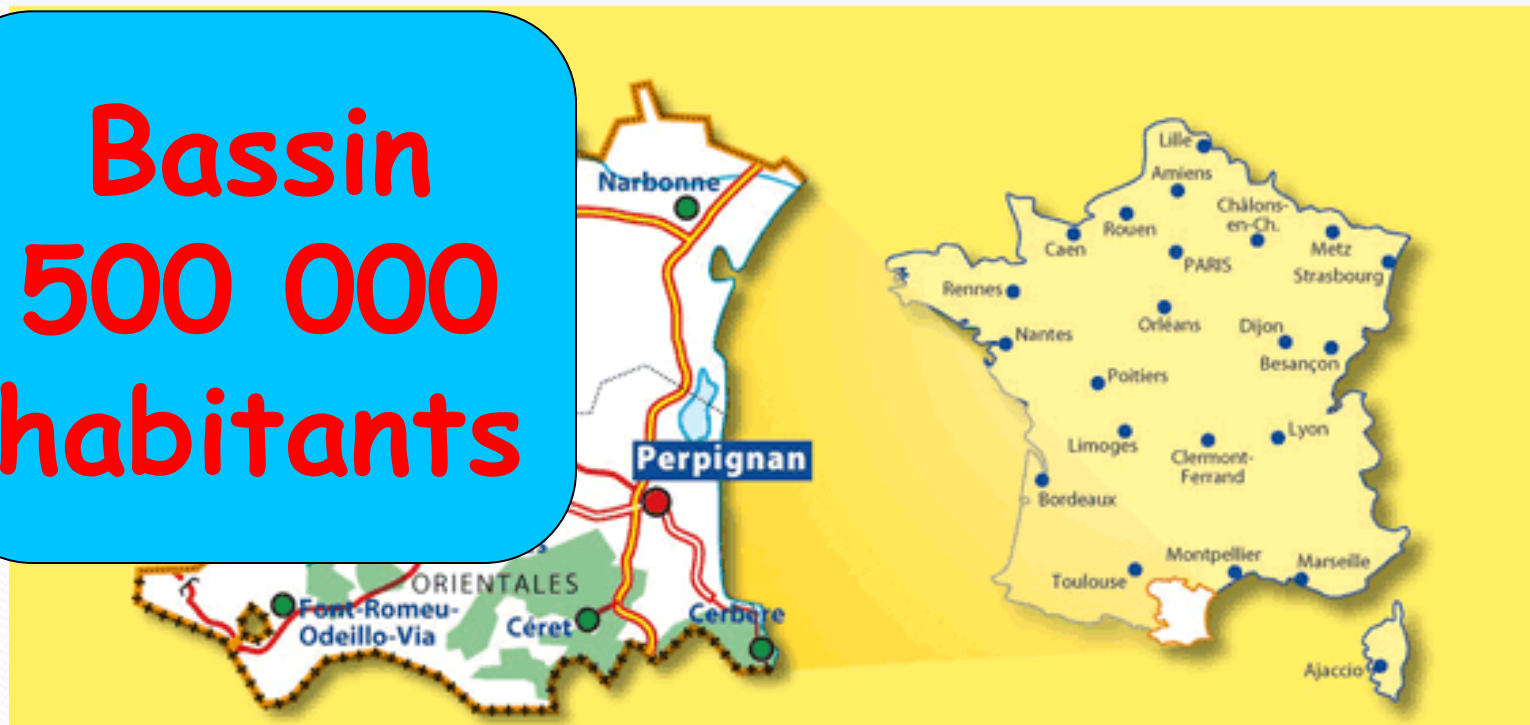 Bassin
500 000
habitants
Narbonne
Perpignan
ORIENTALES
Font-Romeu-
Odeillo-Via
Céret
Cerbère
Lille
Amiens
Rouen
Châlons-
en-Ch.
Caen
Metz
PARIS
Strasbourg
Rennes
Orléans
Dijon
Nantes
Besançon
Poitiers
Limoges
Clermont-
Ferrand
Lyon
Bordeaux
Toulouse
Montpellier
Marseille
Ajaccio